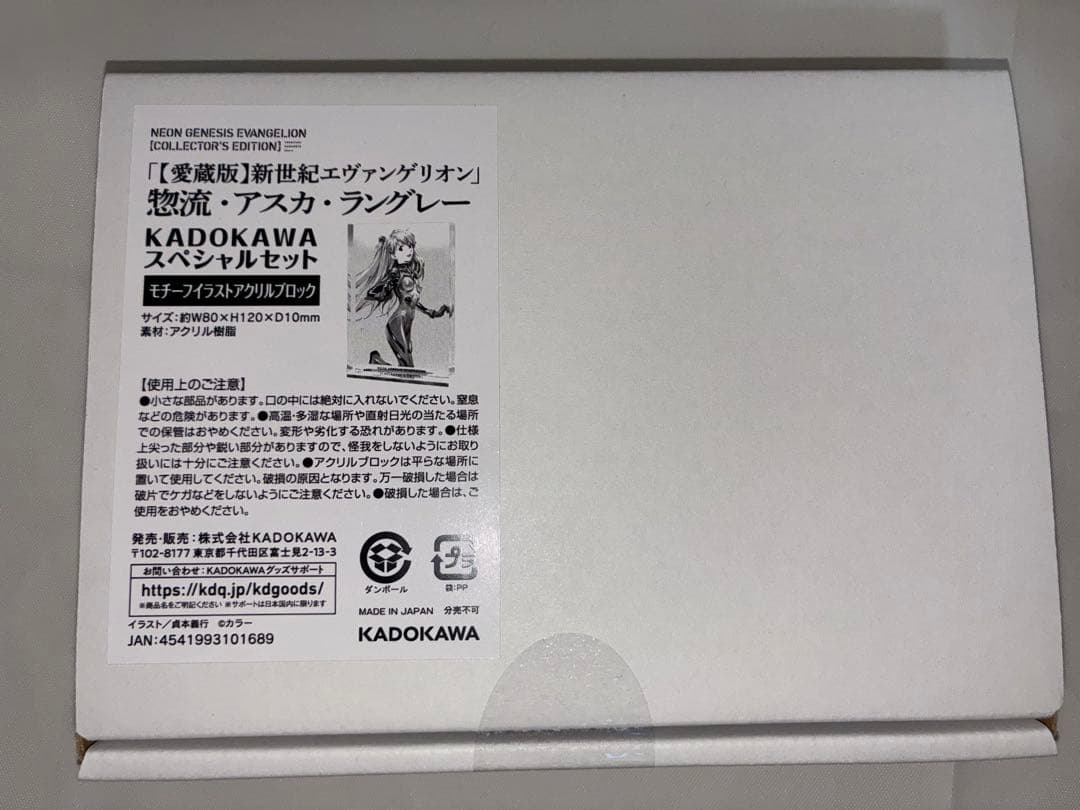 NEON GENESIS EVANGELION
[COLLECTOR'S EDITION]
「【愛蔵版】新世紀エヴァンゲリオン」
惣流・アスカ・ラングレー
KADOKAWA
スペシャルセット
モチーフイラストアクリルブロック
サイズ:約W80×H120×D10mm
素材:アクリル樹脂
【使用上のご注意】
●小さな部品があります。口の中には絶対に入れないでください。窒息
などの危険があります。●高温・多湿な場所や直射日光の当たる場所
での保管はおやめください。変形や劣化する恐れがあります。●仕様
上尖った部分や鋭い部分がありますので、怪我をしないようにお取り
扱いには十分にご注意ください。●アクリルブロックは平らな場所に
置いて使用してください。破損の原因となります。万一破損した場合は
破片でケガなどをしないようにご注意ください。●破損した場合は、ご
使用をおやめください。
発売・販売:株式会社KADOKAWA
〒102-8177 東京都千代田区富士見2-13-3
お問い合わせ:KADOKAWAグッズサポート
https://kdq.jp/kdgoods/
※商品名をご明記ください ※サポートは日本国内に限ります
イラスト/貞本義行 ©カラー
JAN:4541993101689
ダンボール
プラ
袋:PP
MADE IN JAPAN 分売不可
KADOKAWA